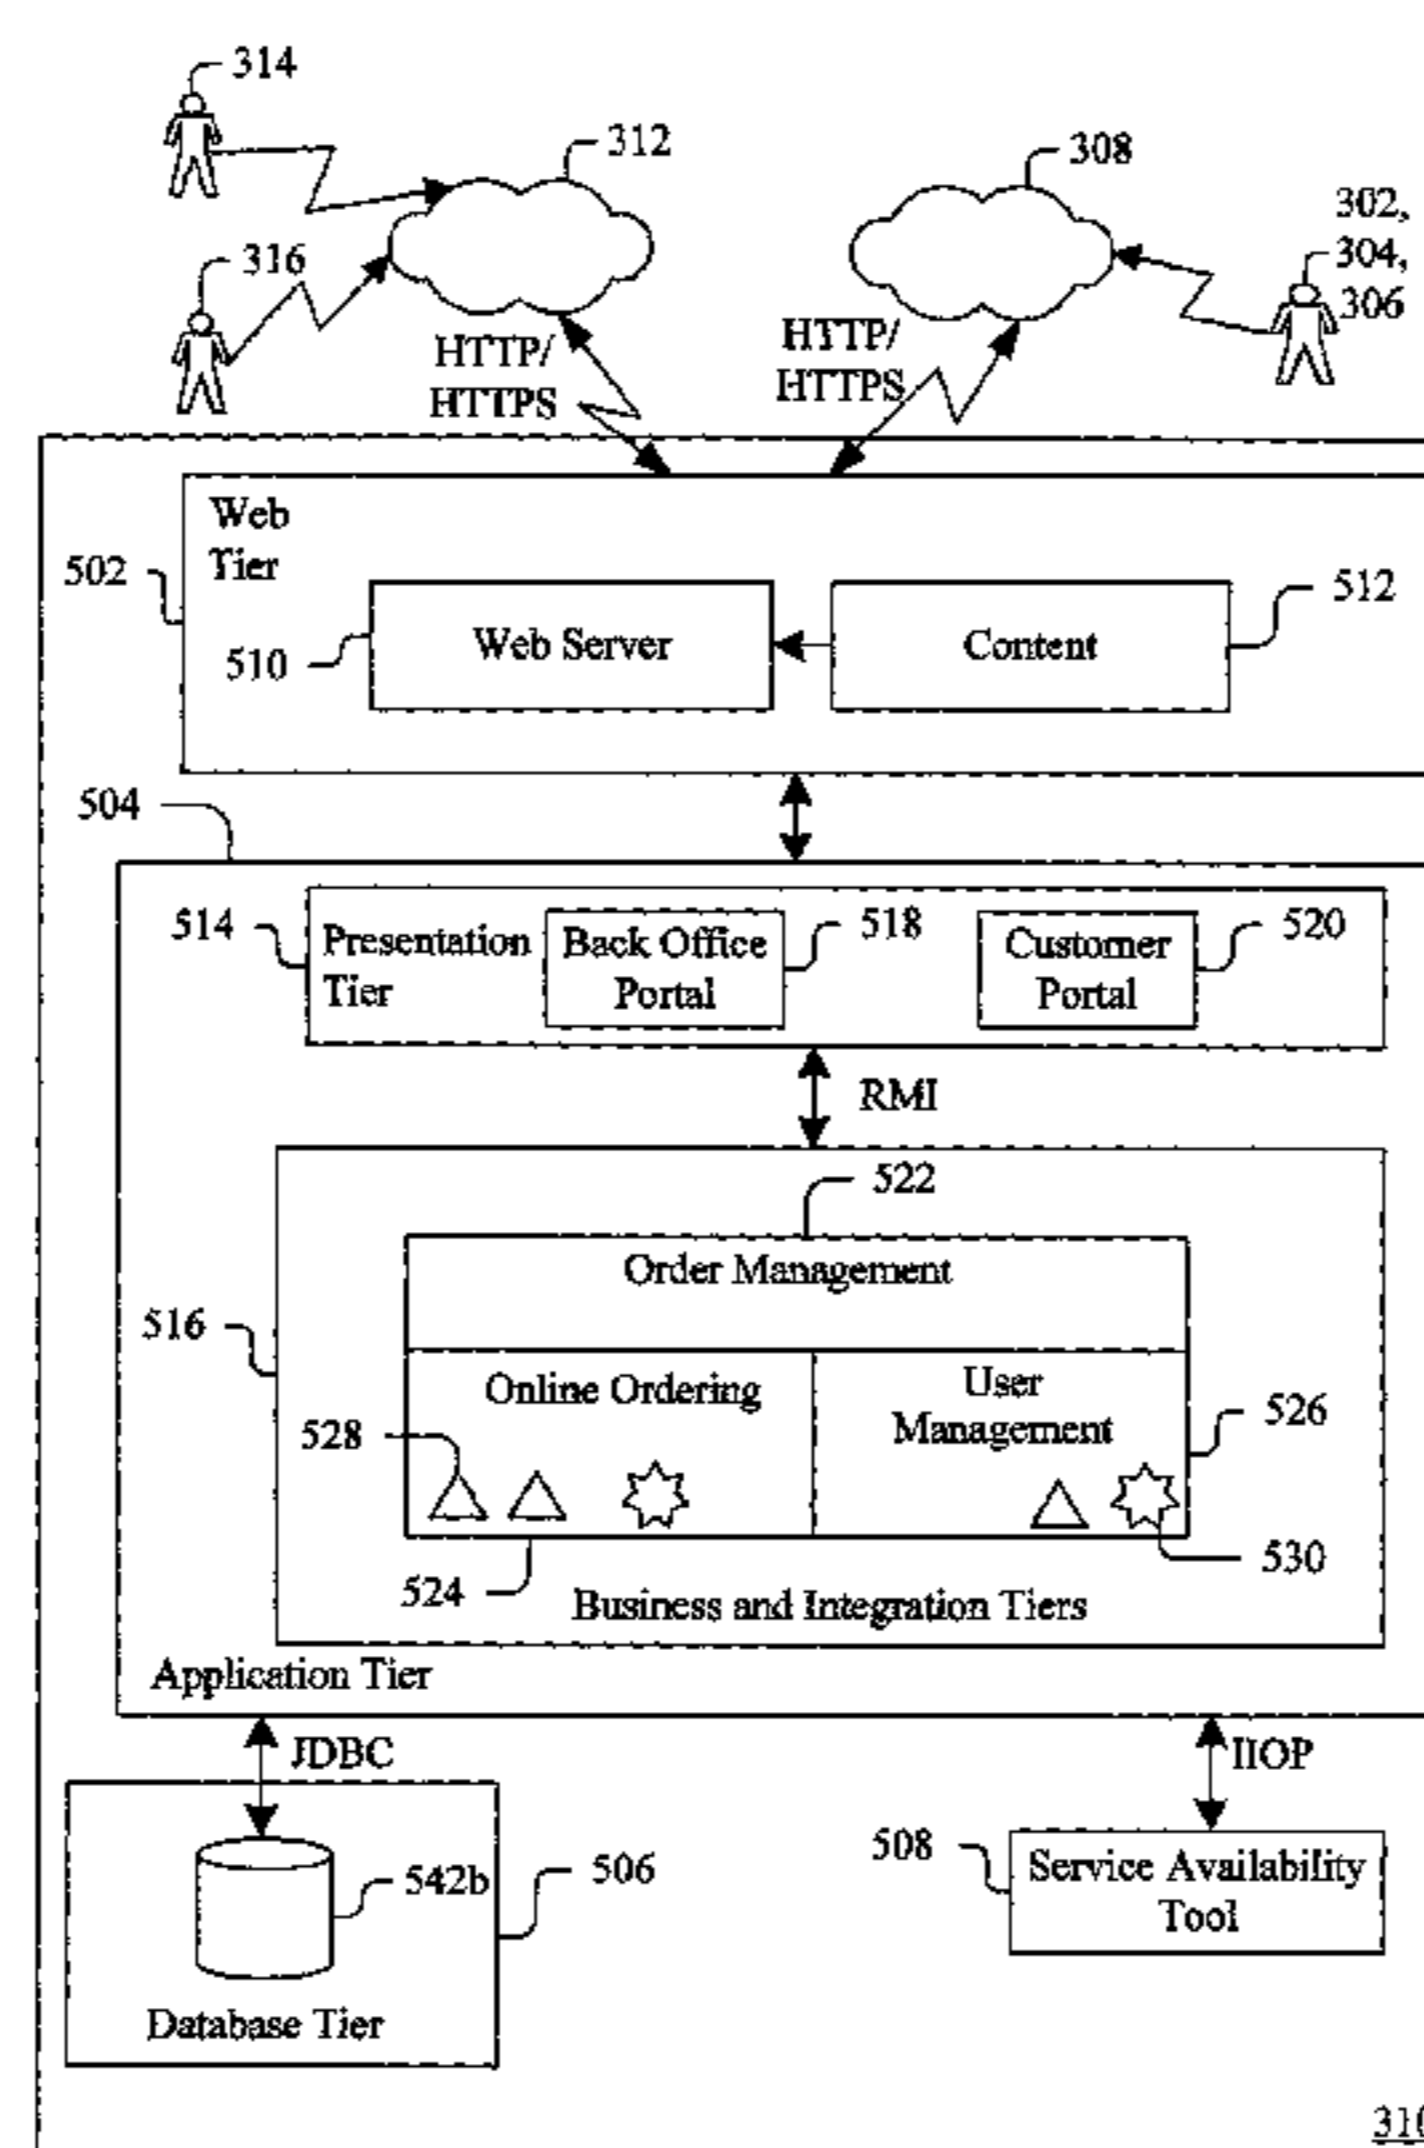 314
312
308
302,
304,
306
316
HTTP/
HTTPS
HTTP/
HTTPS
Web
Tier
502
512
510
Web Server
Content
504
514
Presentation
Tier
Back Office
Portal
518
Customer
Portal
520
RMI
522
Order Management
516
Online Ordering
User
Management
526
528
530
524
Business and Integration Tiers
Application Tier
JDBC
IIOP
508
Service Availability
Tool
542b
506
Database Tier
310